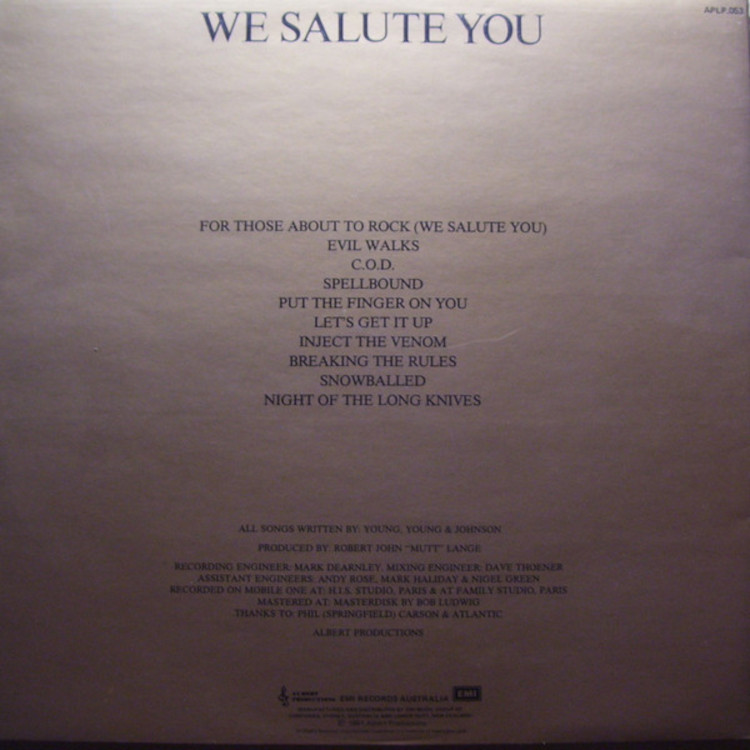 APLP.053
WE SALUTE YOU
FOR THOSE ABOUT TO ROCK (WE SALUTE YOU)
EVIL WALKS
C.O.D.
SPELLBOUND
PUT THE FINGER ON YOU
LET'S GET IT UP
INJECT THE VENOM
BREAKING THE RULES
SNOWBALLED
NIGHT OF THE LONG KNIVES
ALL SONGS WRITTEN BY: YOUNG, YOUNG & JOHNSON
PRODUCED BY: ROBERT JOHN "MUTT" LANGE
RECORDING ENGINEER: MARK DEARNLEY, MIXING ENGINEER: DAVE THOENER
ASSISTANT ENGINEERS: ANDY ROSE, MARK HALIDAY & NIGEL GREEN
RECORDED ON MOBILE ONE AT: H.I.S. STUDIO, PARIS & AT FAMILY STUDIO, PARIS
MASTERED AT: MASTERDISK BY BOB LUDWIG
THANKS TO: PHIL (SPRINGFIELD) CARSON & ATLANTIC
ALBERT PRODUCTIONS
ALBERT PRODUCTIONS EMI RECORDS AUSTRALIA EMI